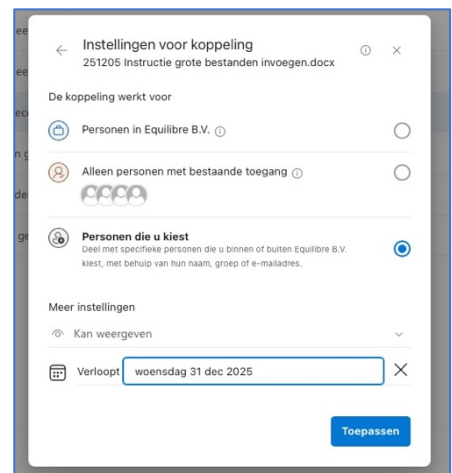 Instellingen voor koppeling
251205 Instructie grote bestanden invoegen.docx
De koppeling werkt voor
Personen in Equilibre B.V.
Alleen personen met bestaande toegang
Personen die u kiest
Deel met specifieke personen die u binnen of buiten Equilibre B.V.
kiest, met behulp van hun naam, groep of e-mailadres.
Meer instellingen
Kan weergeven
Verloopt woensdag 31 dec 2025
Toepassen